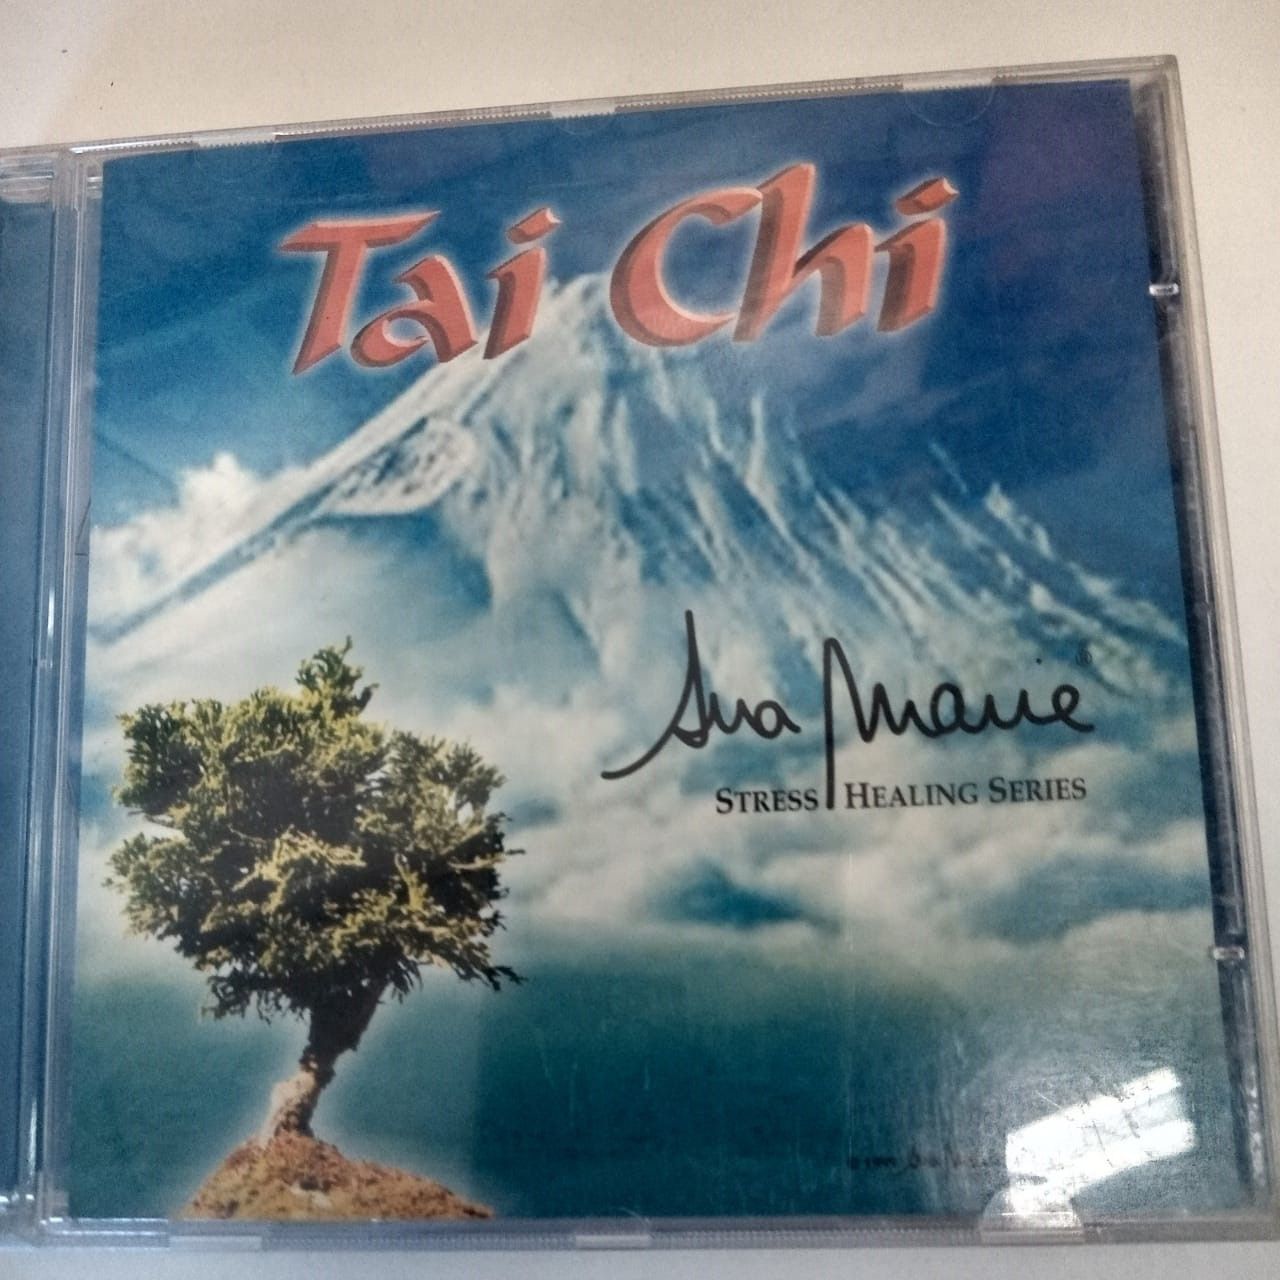 Tai Chi
Ana Marie®
STRESS HEALING SERIES